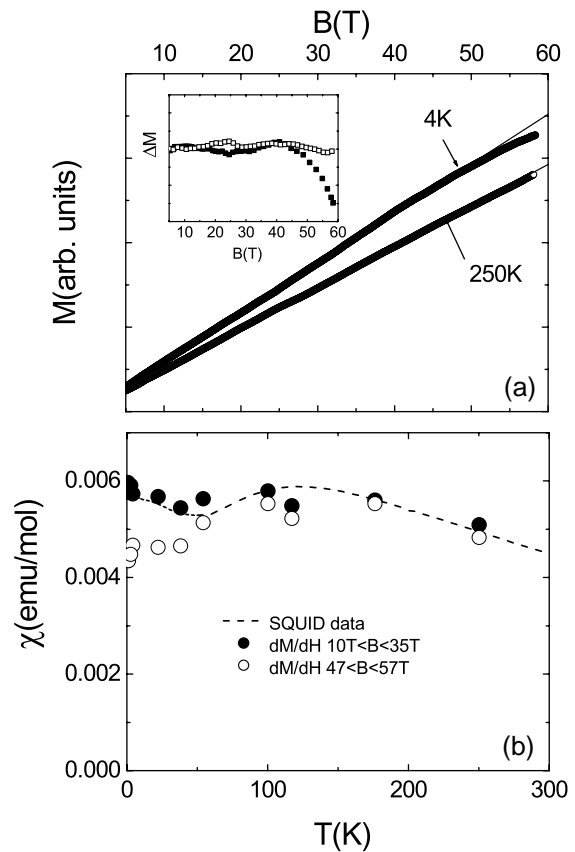 B(T)
10 20 30 40 50 60
M(arb. units)
4K
250K
(a)
ΔM
10 20 30 40 50 60
B(T)
χ(emu/mol)
0.006
0.004
0.002
0.000
SQUID data
dM/dH 10T<B<35T
dM/dH 47<B<57T
(b)
0 100 200 300
T(K)